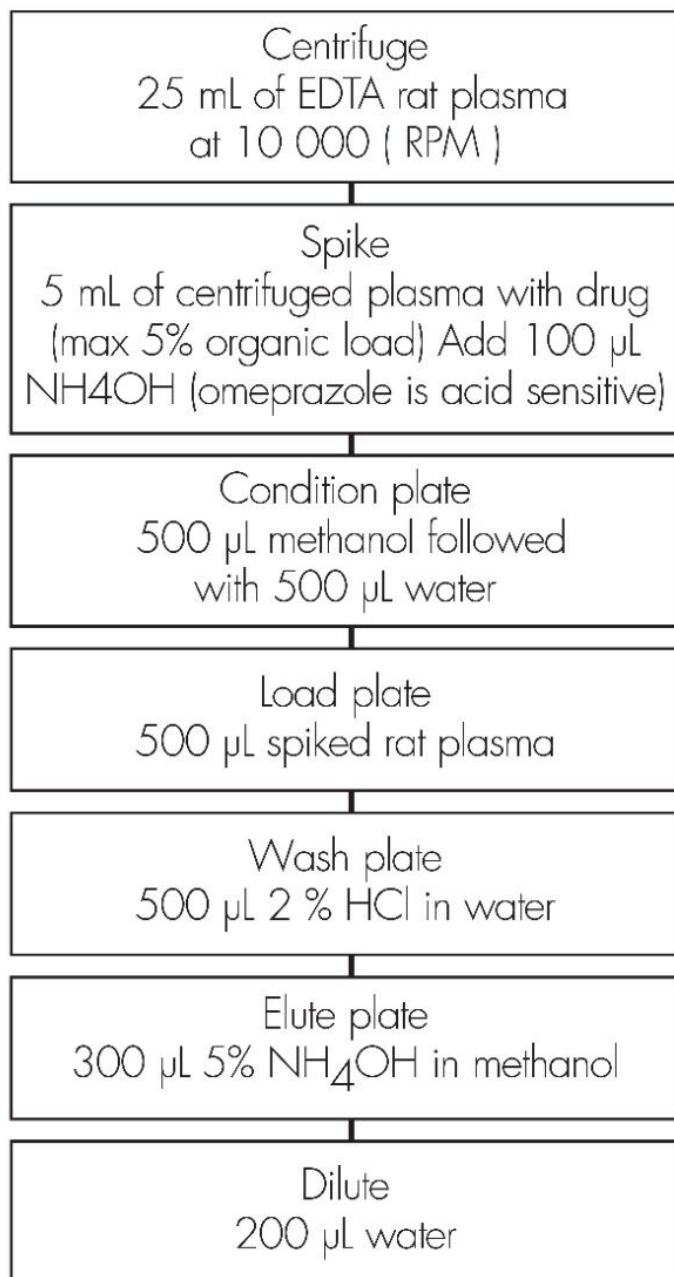 Centrifuge
25 mL of EDTA rat plasma
at 10 000 ( RPM )
Spike
5 mL of centrifuged plasma with drug
(max 5% organic load) Add 100 µL
NH4OH (omeprazole is acid sensitive)
Condition plate
500 µL methanol followed
with 500 µL water
Load plate
500 µL spiked rat plasma
Wash plate
500 µL 2 % HCl in water
Elute plate
300 µL 5% NH₄OH in methanol
Dilute
200 µL water